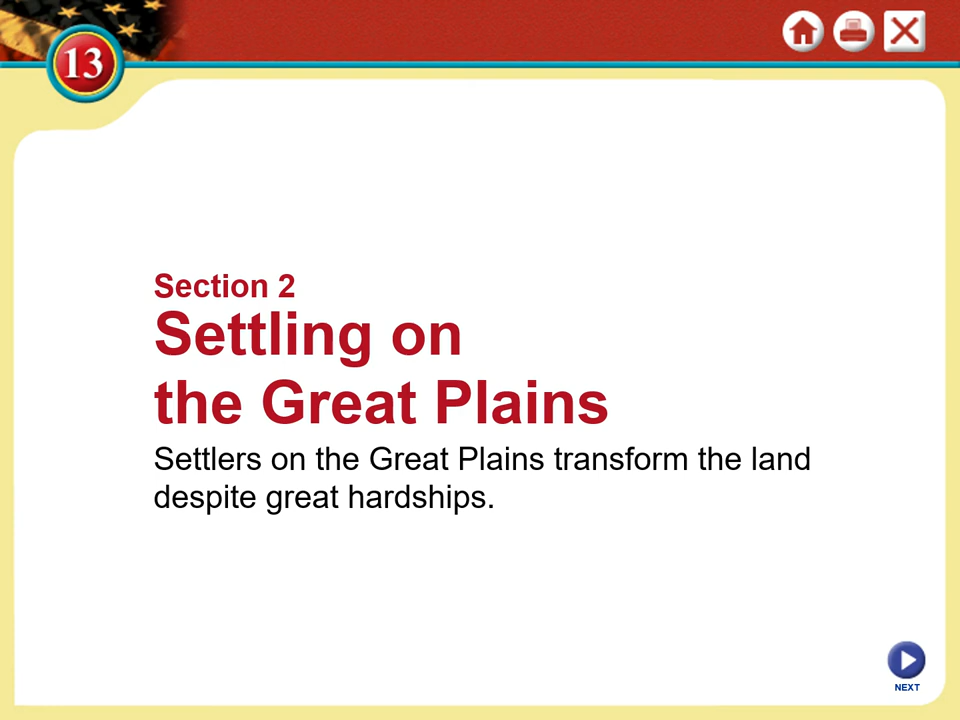 13
Section 2
Settling on
the Great Plains
Settlers on the Great Plains transform the land
despite great hardships.
NEXT